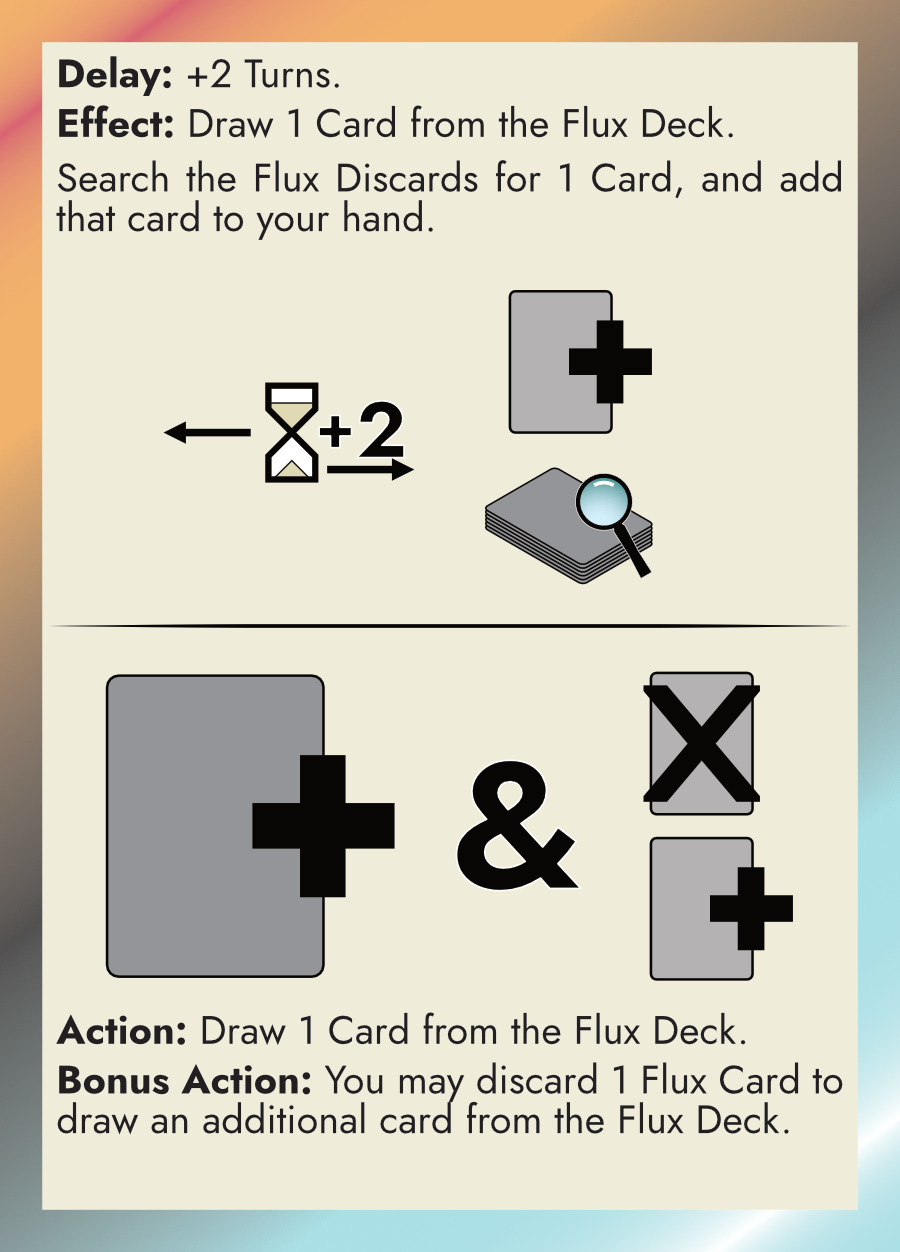 Delay: +2 Turns.
Effect: Draw 1 Card from the Flux Deck.
Search the Flux Discards for 1 Card, and add
that card to your hand.
+2
&
X
Action: Draw 1 Card from the Flux Deck.
Bonus Action: You may discard 1 Flux Card to
draw an additional card from the Flux Deck.